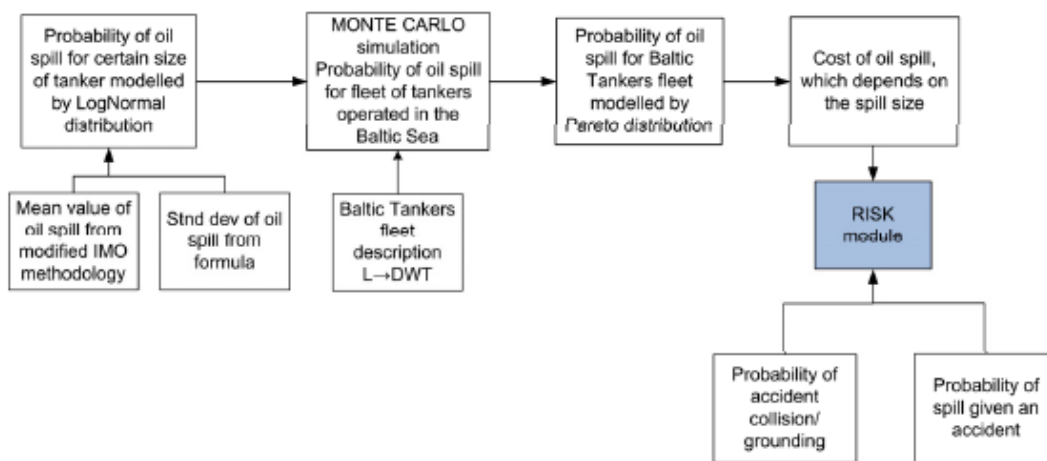 Probability of oil
spill for certain size
of tanker modelled
by LogNormal
distribution
MONTE CARLO
simulation
Probability of oil spill
for fleet of tankers
operated in the
Baltic Sea
Probability of oil
spill for Baltic
Tankers fleet
modelled by
Pareto distribution
Cost of oil spill,
which depends on
the spill size
Mean value of
oil spill from
modified IMO
methodology
Stnd dev of oil
spill from
formula
Baltic Tankers
fleet
description
L→DWT
RISK
module
Probability of
accident
collision/
grounding
Probability of
spill given an
accident